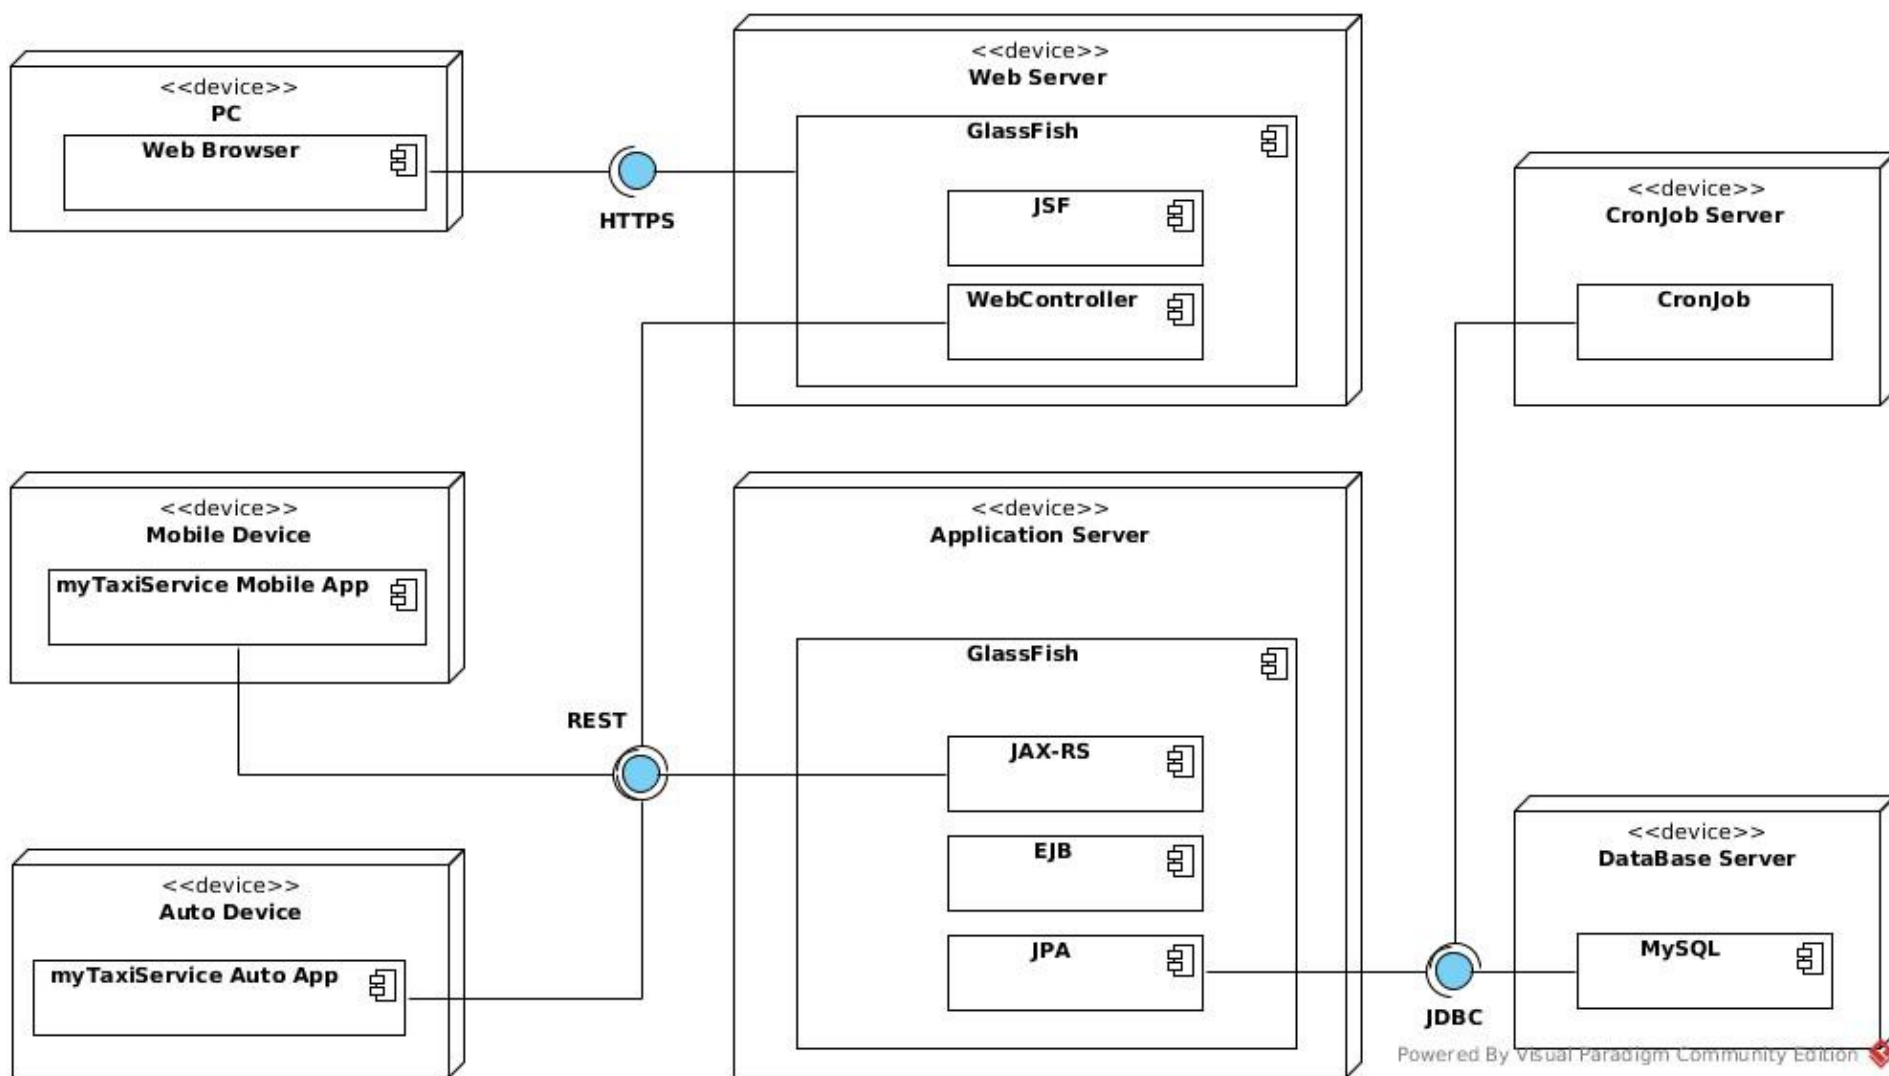 <<device>>
PC
Web Browser
HTTPS
<<device>>
Web Server
GlassFish
JSF
WebController
<<device>>
CronJob Server
CronJob
<<device>>
Mobile Device
myTaxiService Mobile App
REST
<<device>>
Auto Device
myTaxiService Auto App
<<device>>
Application Server
GlassFish
JAX-RS
EJB
JPA
JDBC
<<device>>
DataBase Server
MySQL
Powered By Visual Paradigm Community Edition